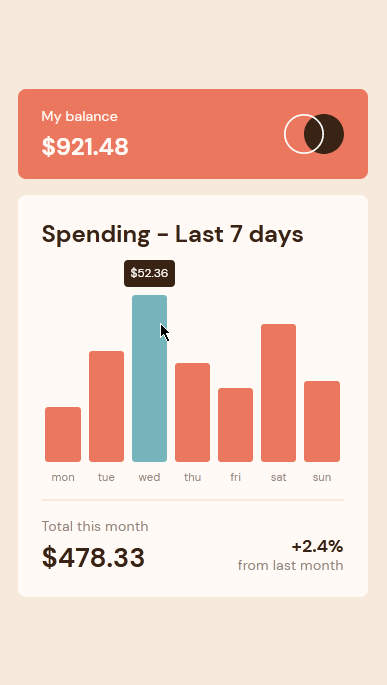 My balance
$921.48
Spending - Last 7 days
$52.36
mon tue wed thu fri sat sun
Total this month
$478.33
+2.4%
from last month